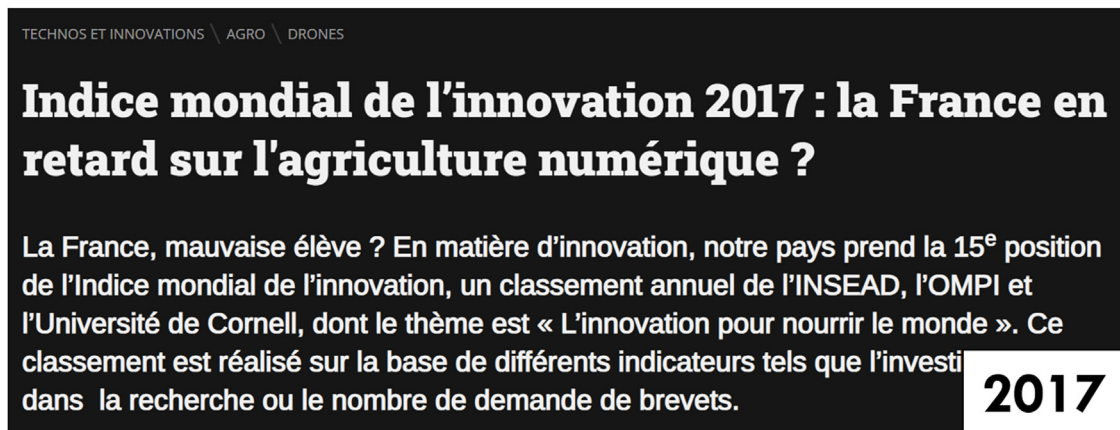 TECHNOS ET INNOVATIONS \ AGRO \ DRONES
Indice mondial de l'innovation 2017 : la France en
retard sur l'agriculture numérique ?
La France, mauvaise élève ? En matière d'innovation, notre pays prend la 15e position
de l'Indice mondial de l'innovation, un classement annuel de l'INSEAD, l'OMPI et
l'Université de Cornell, dont le thème est « L'innovation pour nourrir le monde ». Ce
classement est réalisé sur la base de différents indicateurs tels que l'investi
dans la recherche ou le nombre de demande de brevets.
2017